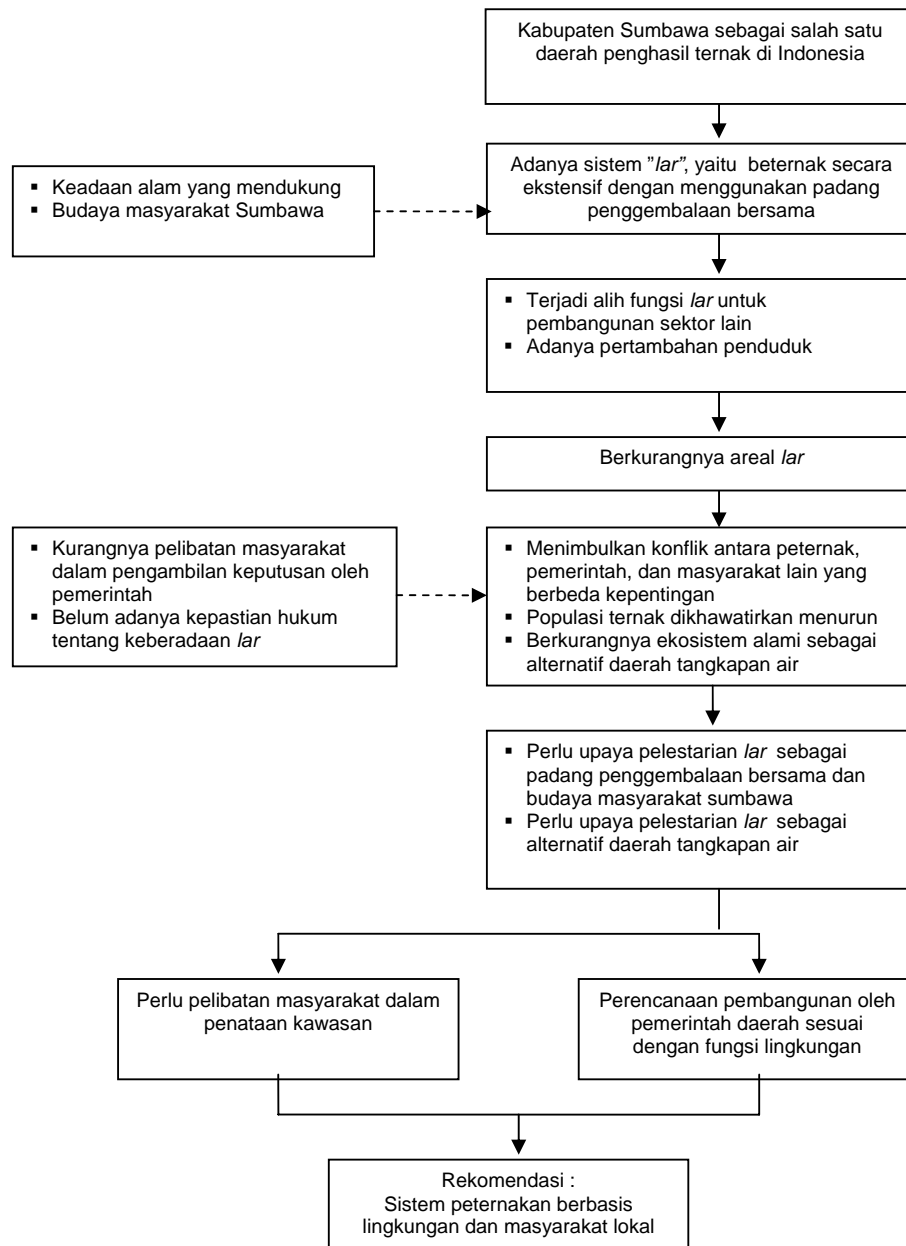 Kabupaten Sumbawa sebagai salah satu
daerah penghasil ternak di Indonesia
▪ Keadaan alam yang mendukung
▪ Budaya masyarakat Sumbawa
Adanya sistem "lar", yaitu beternak secara
ekstensif dengan menggunakan padang
penggembalaan bersama
▪ Terjadi alih fungsi lar untuk
pembangunan sektor lain
▪ Adanya pertambahan penduduk
Berkurangnya areal lar
▪ Kurangnya pelibatan masyarakat
dalam pengambilan keputusan oleh
pemerintah
▪ Belum adanya kepastian hukum
tentang keberadaan lar
▪ Menimbulkan konflik antara peternak,
pemerintah, dan masyarakat lain yang
berbeda kepentingan
▪ Populasi ternak dikhawatirkan menurun
▪ Berkurangnya ekosistem alami sebagai
alternatif daerah tangkapan air
▪ Perlu upaya pelestarian lar sebagai
padang penggembalaan bersama dan
budaya masyarakat sumbawa
▪ Perlu upaya pelestarian lar sebagai
alternatif daerah tangkapan air
Perlu pelibatan masyarakat dalam
penataan kawasan
Perencanaan pembangunan oleh
pemerintah daerah sesuai
dengan fungsi lingkungan
Rekomendasi :
Sistem peternakan berbasis
lingkungan dan masyarakat lokal